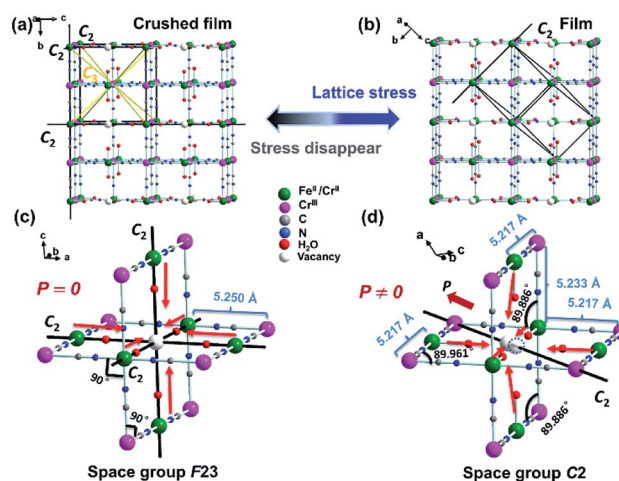 (a) Crushed film
(b) Film
a c
b
a c
b
C2
C2
C3
C2
C2
Lattice stress
Stress disappear
FeII/CrII
CrIII
C
N
H2O
Vacancy
(c)
c
b
a
C2
P = 0
5.250 Å
C2
C2
90°
90°
Space group F23
(d)
a
c
b
5.217 Å
P ≠ 0
P
89.886°
5.233 Å
5.217 Å
5.217 Å
89.961°
C2
89.886°
Space group C2